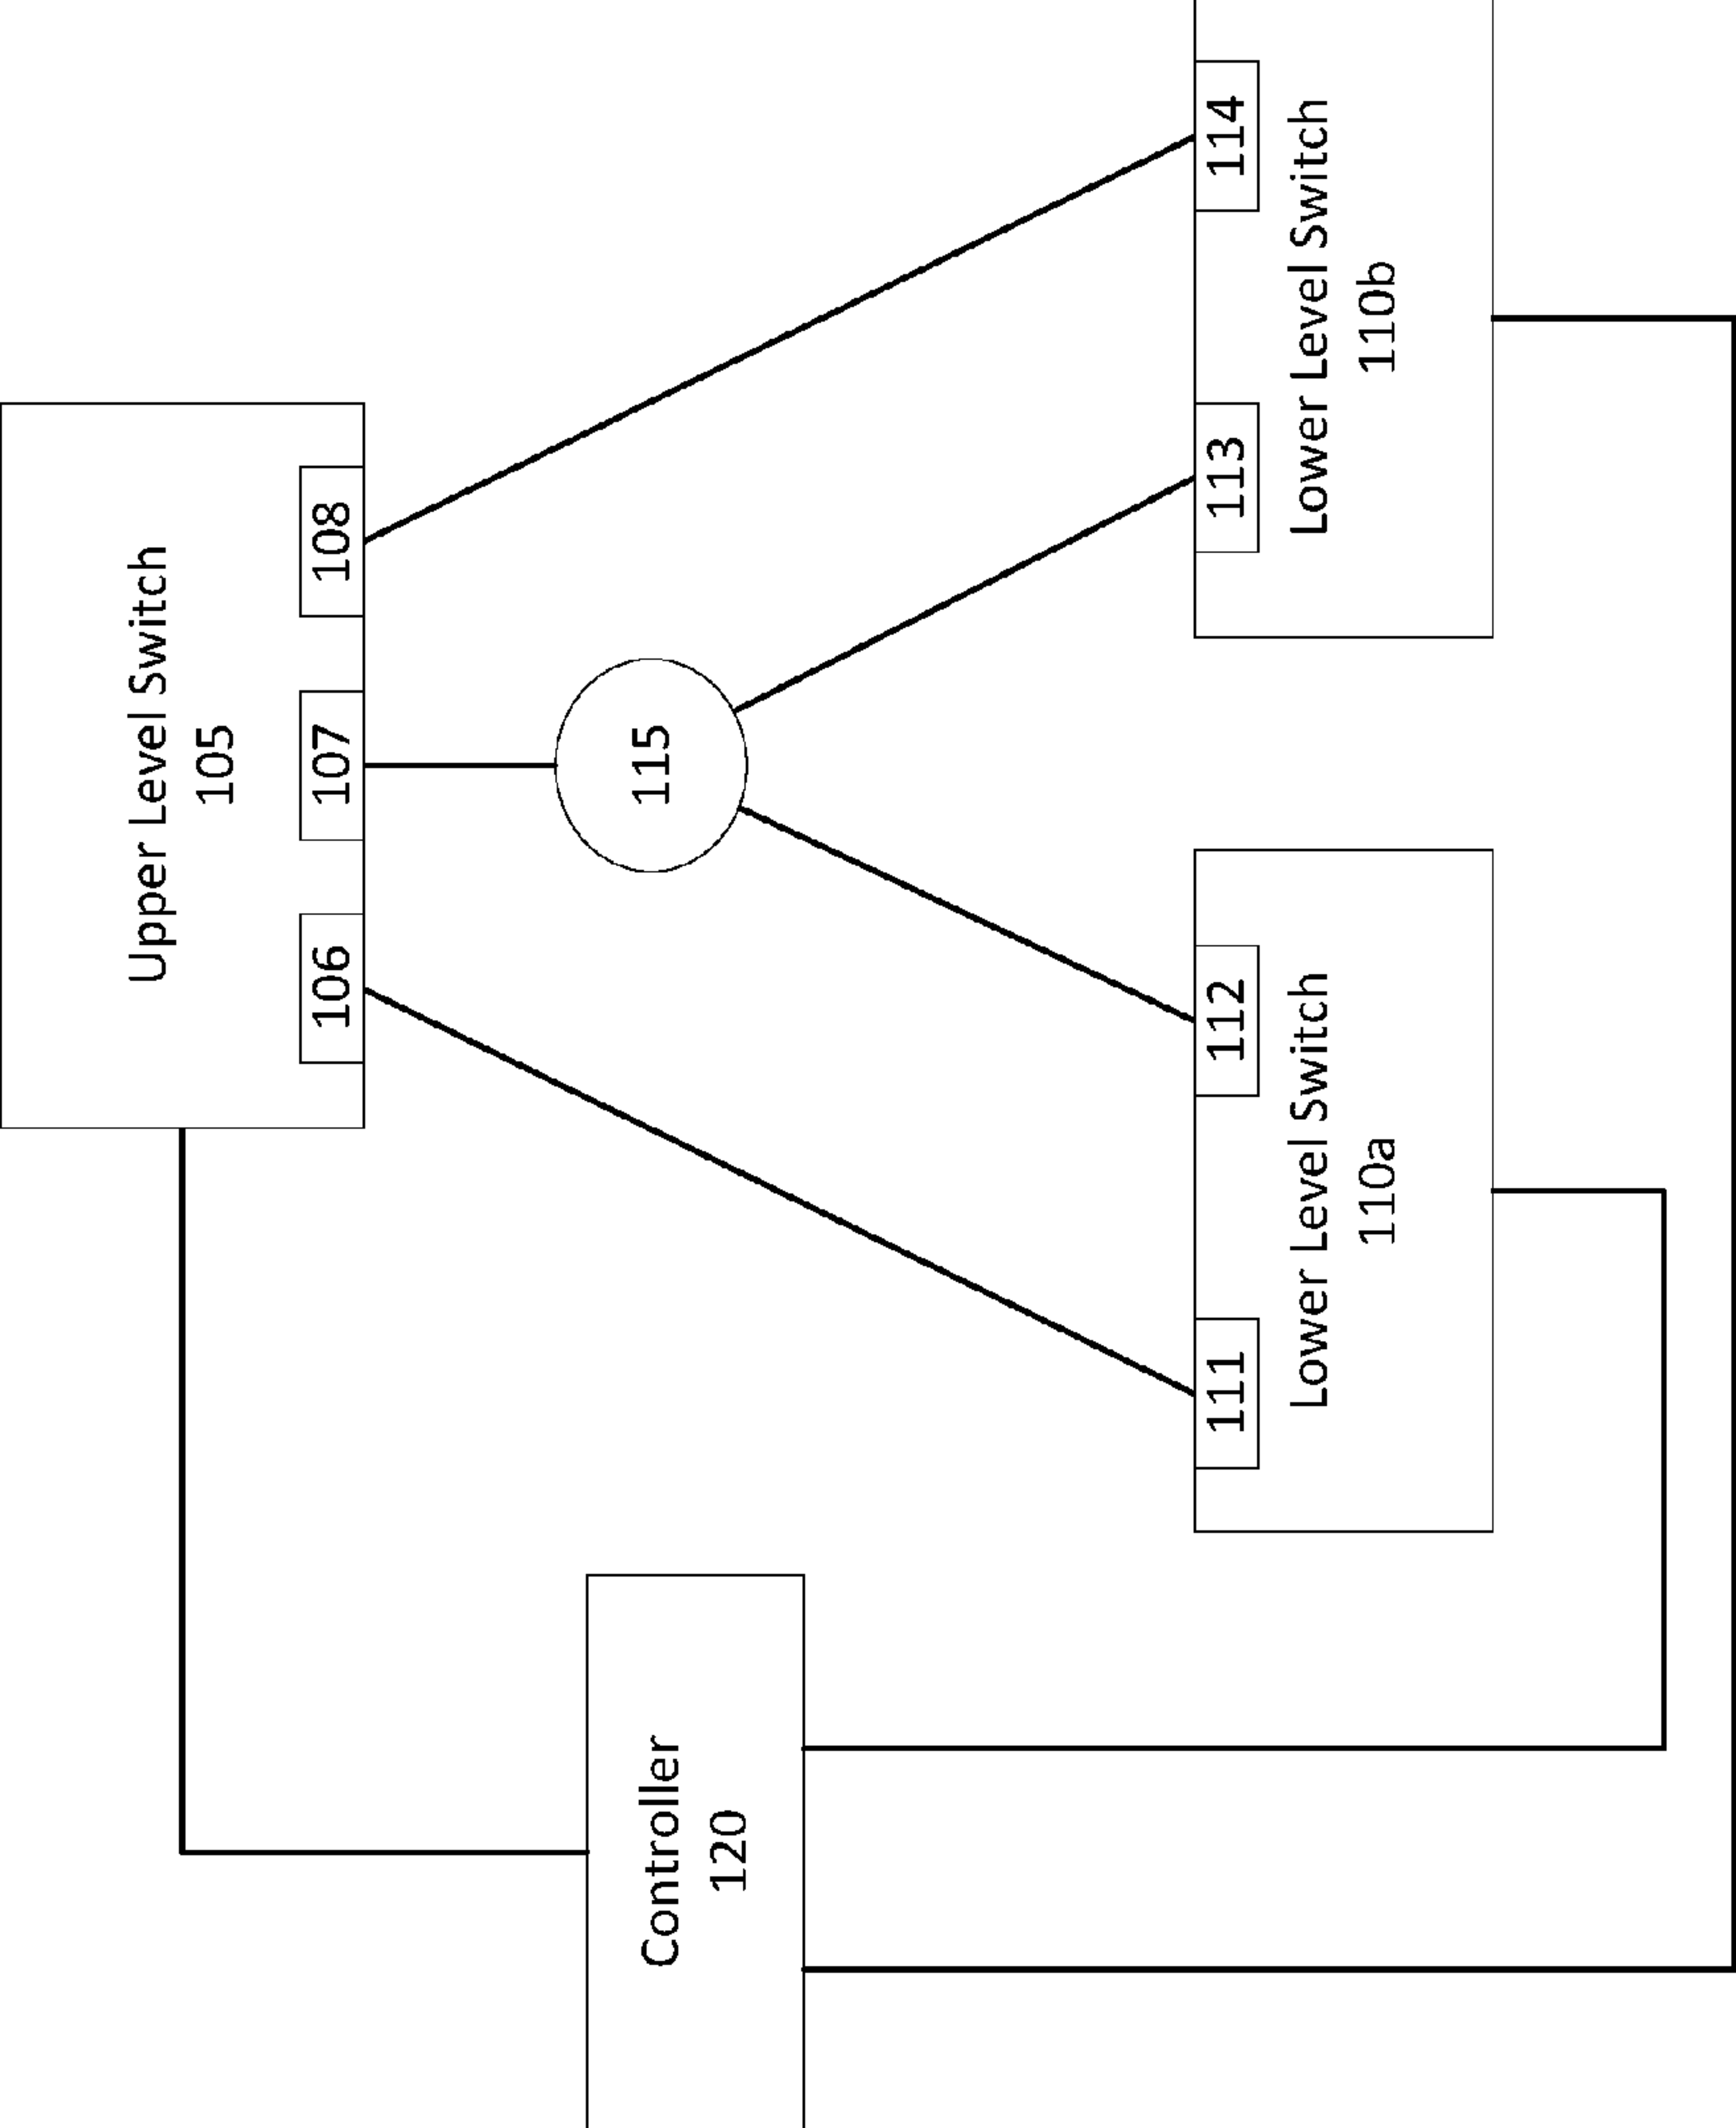 Upper Level Switch
105
106
107
108
115
Controller
120
111
112
113
114
Lower Level Switch
110a
Lower Level Switch
110b